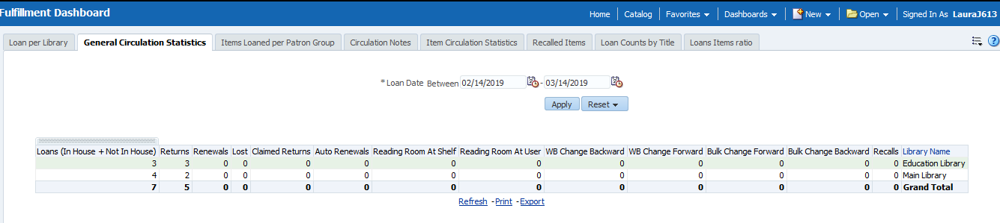 Fulfillment Dashboard
Home Catalog Favorites Dashboards New Open Signed In As LauraJ613
Loan per Library General Circulation Statistics Items Loaned per Patron Group Circulation Notes Item Circulation Statistics Recalled Items Loan Counts by Title Loans Items ratio
* Loan Date Between 02/14/2019 - 03/14/2019
Apply Reset
Loans (In House + Not In House) Returns Renewals Lost Claimed Returns Auto Renewals Reading Room At Shelf Reading Room At User WB Change Backward WB Change Forward Bulk Change Forward Bulk Change Backward Recalls Library Name
3 3 0 0 0 0 0 0 0 0 0 0 0 Education Library
4 2 0 0 0 0 0 0 0 0 0 0 0 Main Library
7 5 0 0 0 0 0 0 0 0 0 0 0 Grand Total
Refresh - Print - Export